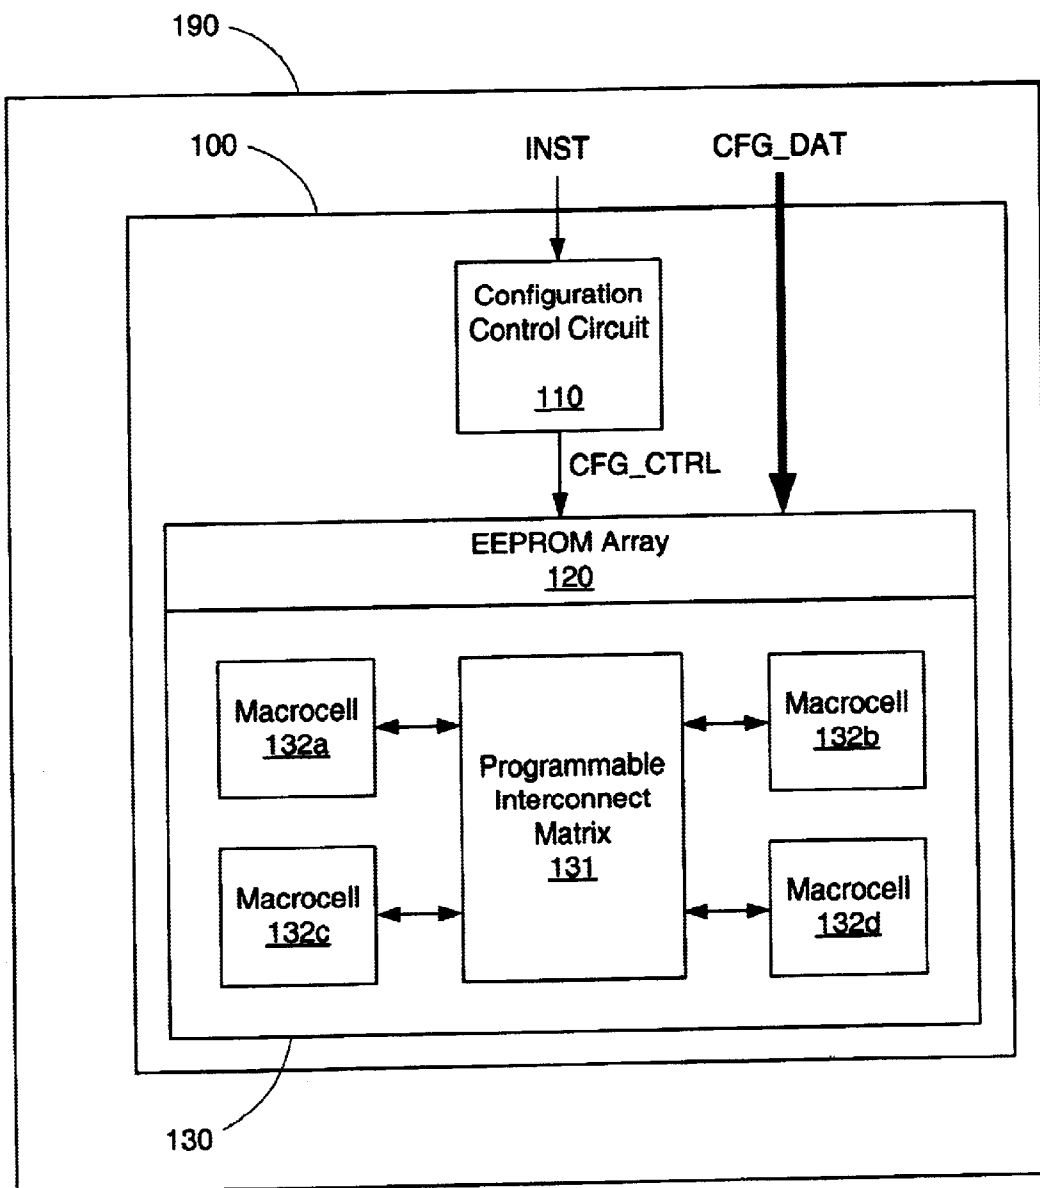 190
100
INST
CFG_DAT
Configuration
Control Circuit
110
CFG_CTRL
EEPROM Array
120
Macrocell
132a
Macrocell
132b
Programmable
Interconnect
Matrix
131
Macrocell
132c
Macrocell
132d
130